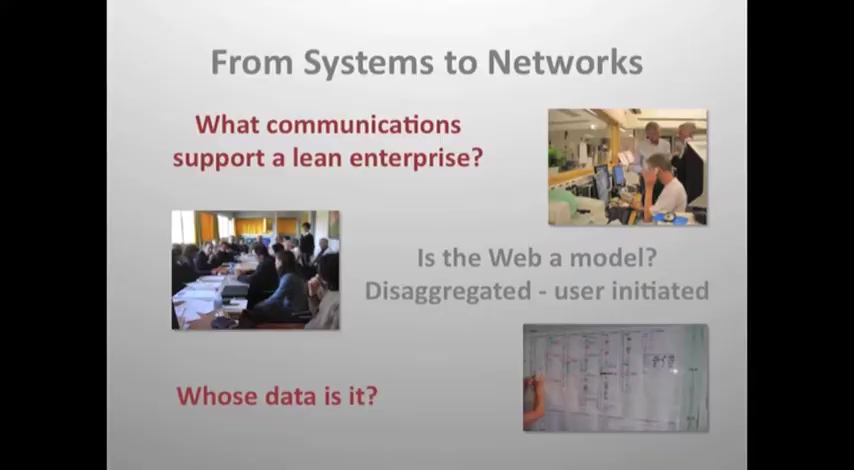 From Systems to Networks
What communications
support a lean enterprise?
Is the Web a model?
Disaggregated - user initiated
Whose data is it?